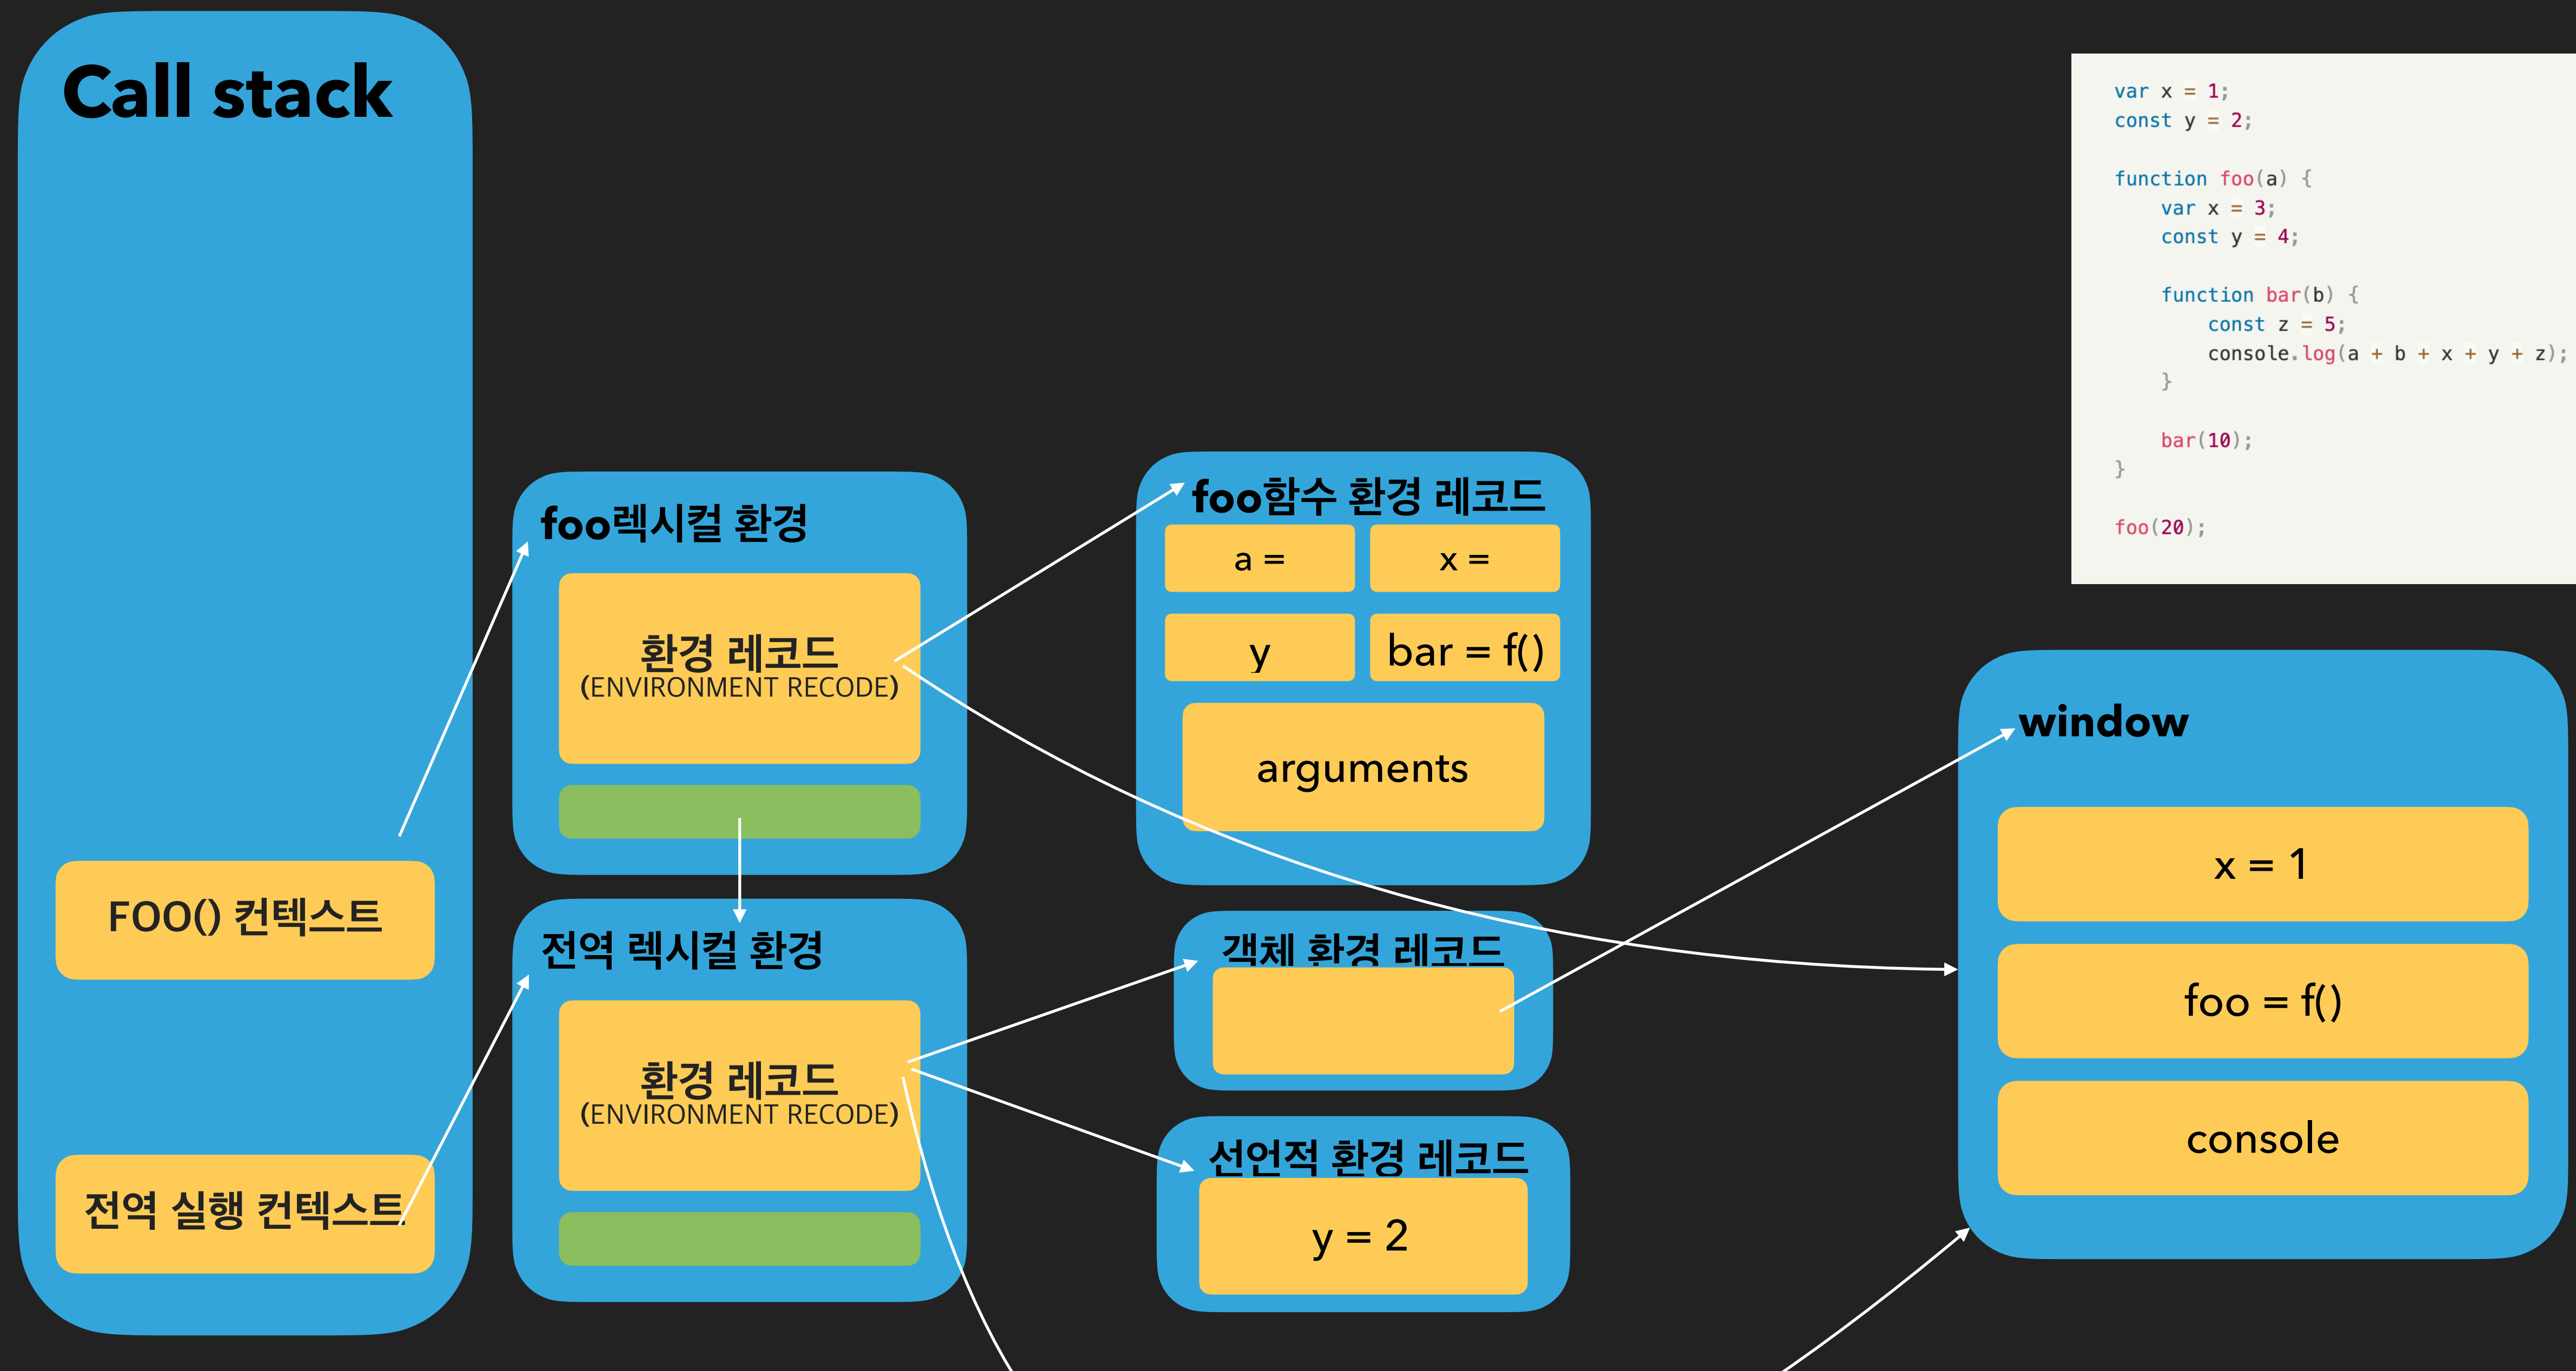 Call stack
FOO() 컨텍스트
전역 실행 컨텍스트
foo렉시컬 환경
환경 레코드
(ENVIRONMENT RECODE)
전역 렉시컬 환경
환경 레코드
(ENVIRONMENT RECODE)
foo함수 환경 레코드
a =
x =
y
bar = f()
arguments
객체 환경 레코드
선언적 환경 레코드
y = 2
var x = 1;
const y = 2;
function foo(a) {
var x = 3;
const y = 4;
function bar(b) {
const z = 5;
console.log(a + b + x + y + z);
}
bar(10);
}
foo(20);
window
x = 1
foo = f()
console